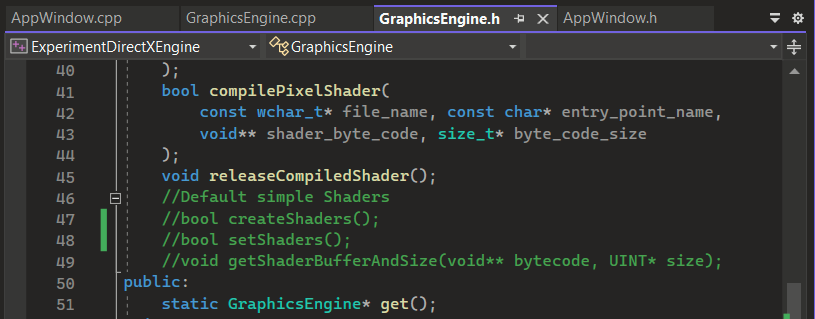 AppWindow.cpp GraphicsEngine.cpp GraphicsEngine.h AppWindow.h
ExperimentDirectXEngine GraphicsEngine
40 );
41 bool compilePixelShader(
42 const wchar_t* file_name, const char* entry_point_name,
43 void** shader_byte_code, size_t* byte_code_size
44 );
45 void releaseCompiledShader();
46 //Default simple Shaders
47 //bool createShaders();
48 //bool setShaders();
49 //void getShaderBufferAndSize(void** bytecode, UINT* size);
50 public:
51 static GraphicsEngine* get();